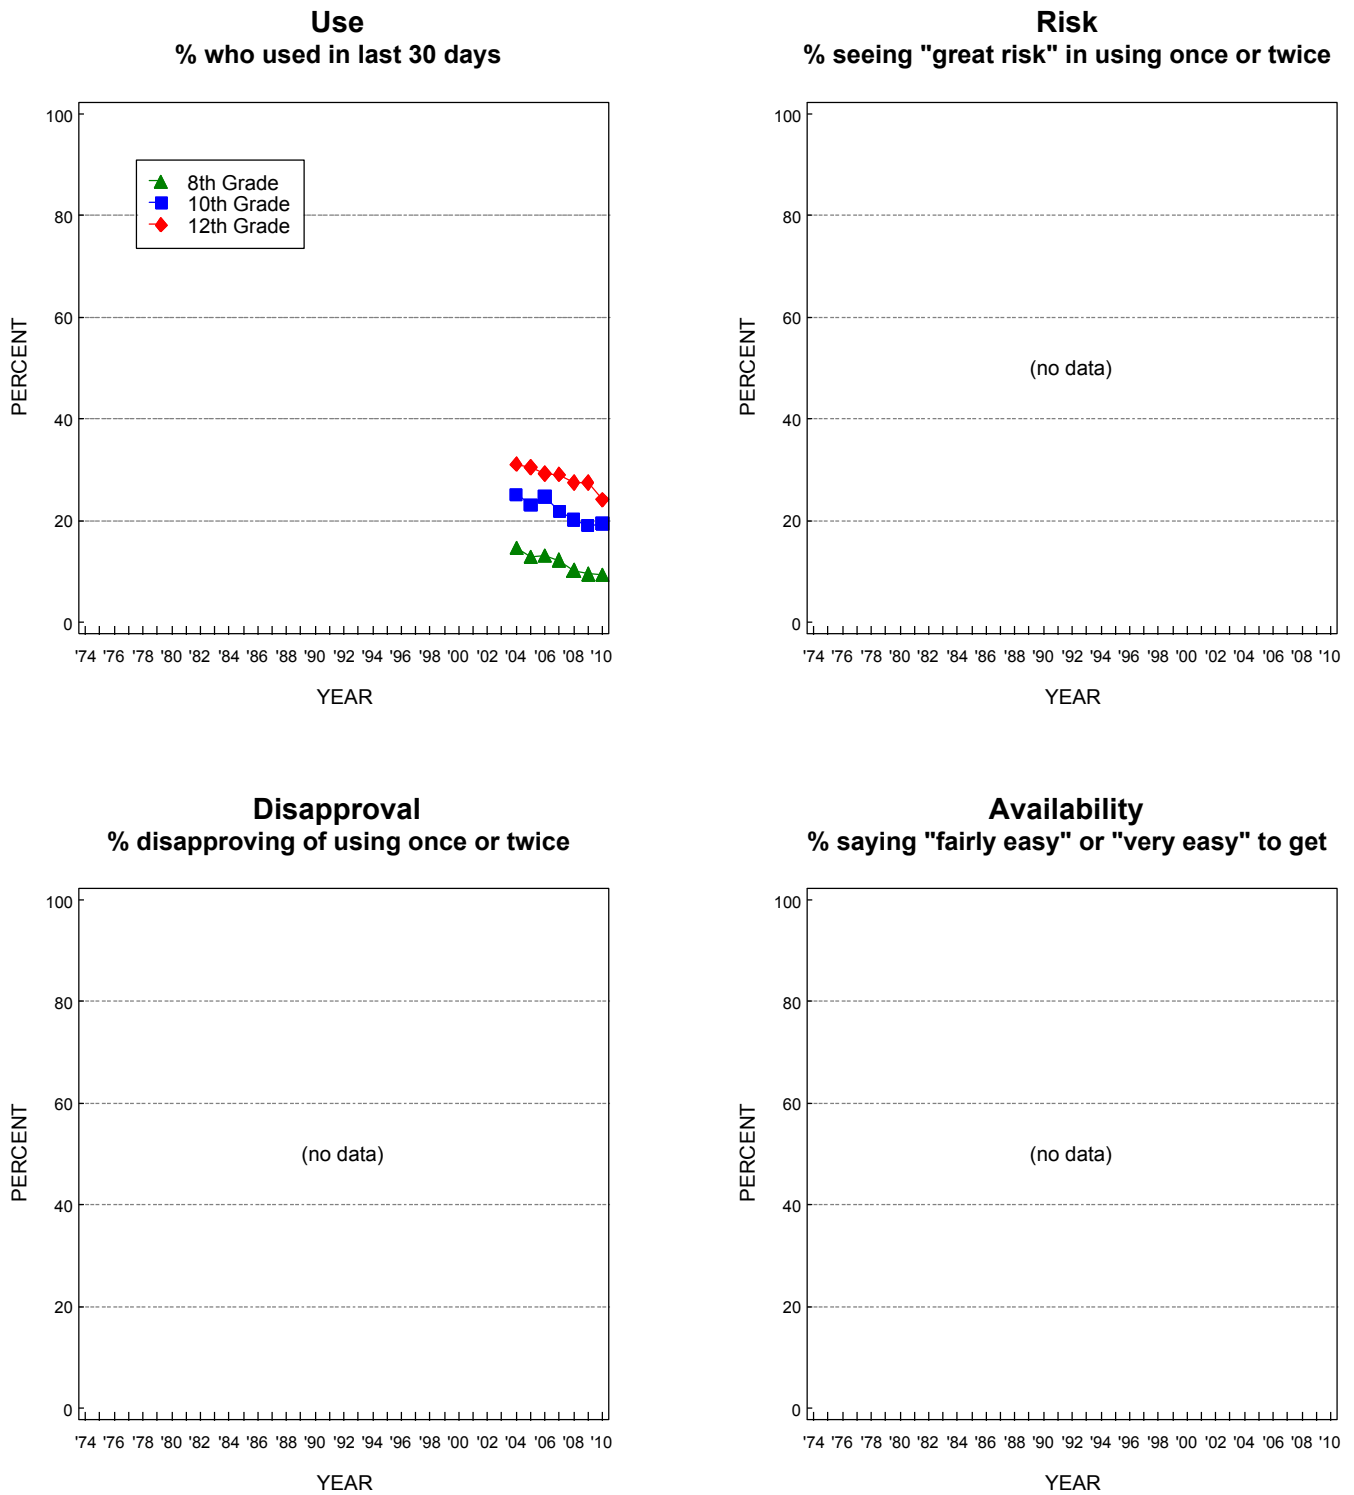 Use
% who used in last 30 days
100
80
60
40
20
0
PERCENT
8th Grade
10th Grade
12th Grade
'74 '76 '78 '80 '82 '84 '86 '88 '90 '92 '94 '96 '98 '00 '02 '04 '06 '08 '10
YEAR
Risk
% seeing "great risk" in using once or twice
100
80
60
40
20
0
PERCENT
(no data)
'74 '76 '78 '80 '82 '84 '86 '88 '90 '92 '94 '96 '98 '00 '02 '04 '06 '08 '10
YEAR
Disapproval
% disapproving of using once or twice
100
80
60
40
20
0
PERCENT
(no data)
'74 '76 '78 '80 '82 '84 '86 '88 '90 '92 '94 '96 '98 '00 '02 '04 '06 '08 '10
YEAR
Availability
% saying "fairly easy" or "very easy" to get
100
80
60
40
20
0
PERCENT
(no data)
'74 '76 '78 '80 '82 '84 '86 '88 '90 '92 '94 '96 '98 '00 '02 '04 '06 '08 '10
YEAR